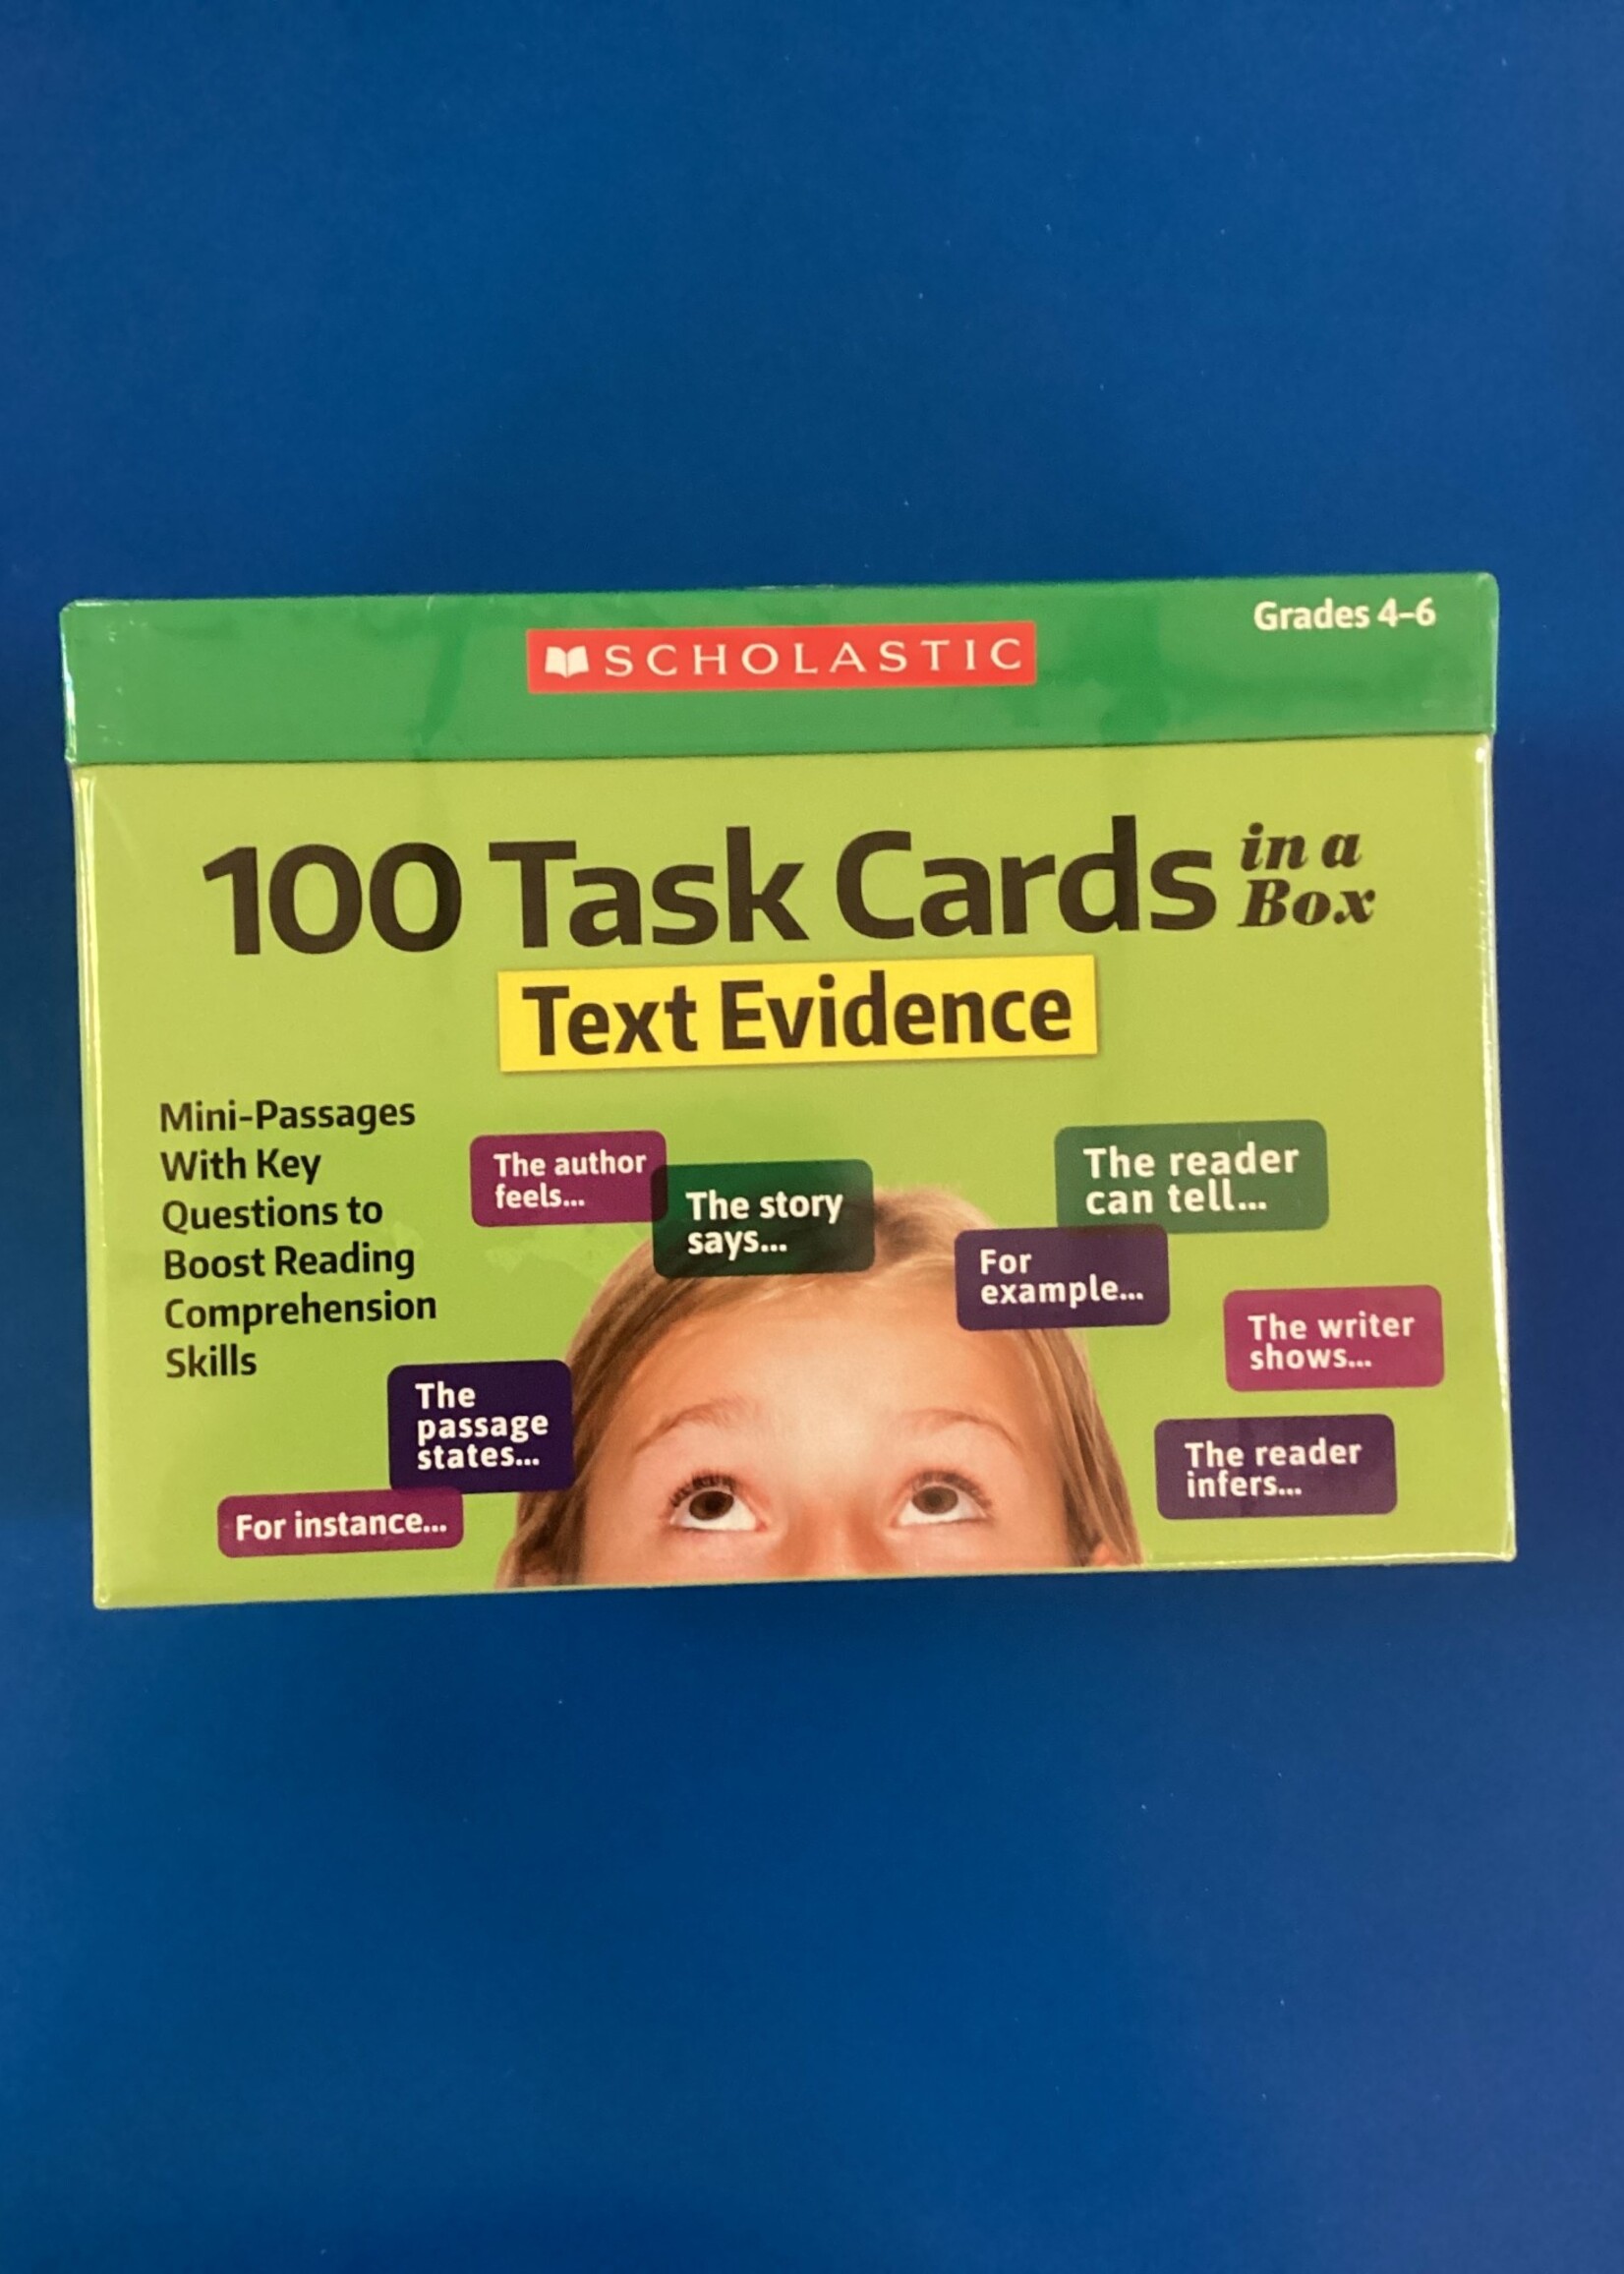 Grades 4–6
SCHOLASTIC
100 Task Cards in a
Box
Text Evidence
Mini-Passages
With Key
Questions to
Boost Reading
Comprehension
Skills
The author
feels...
The story
says...
The reader
can tell...
For
example...
The writer
shows...
The
passage
states...
The reader
infers...
For instance...